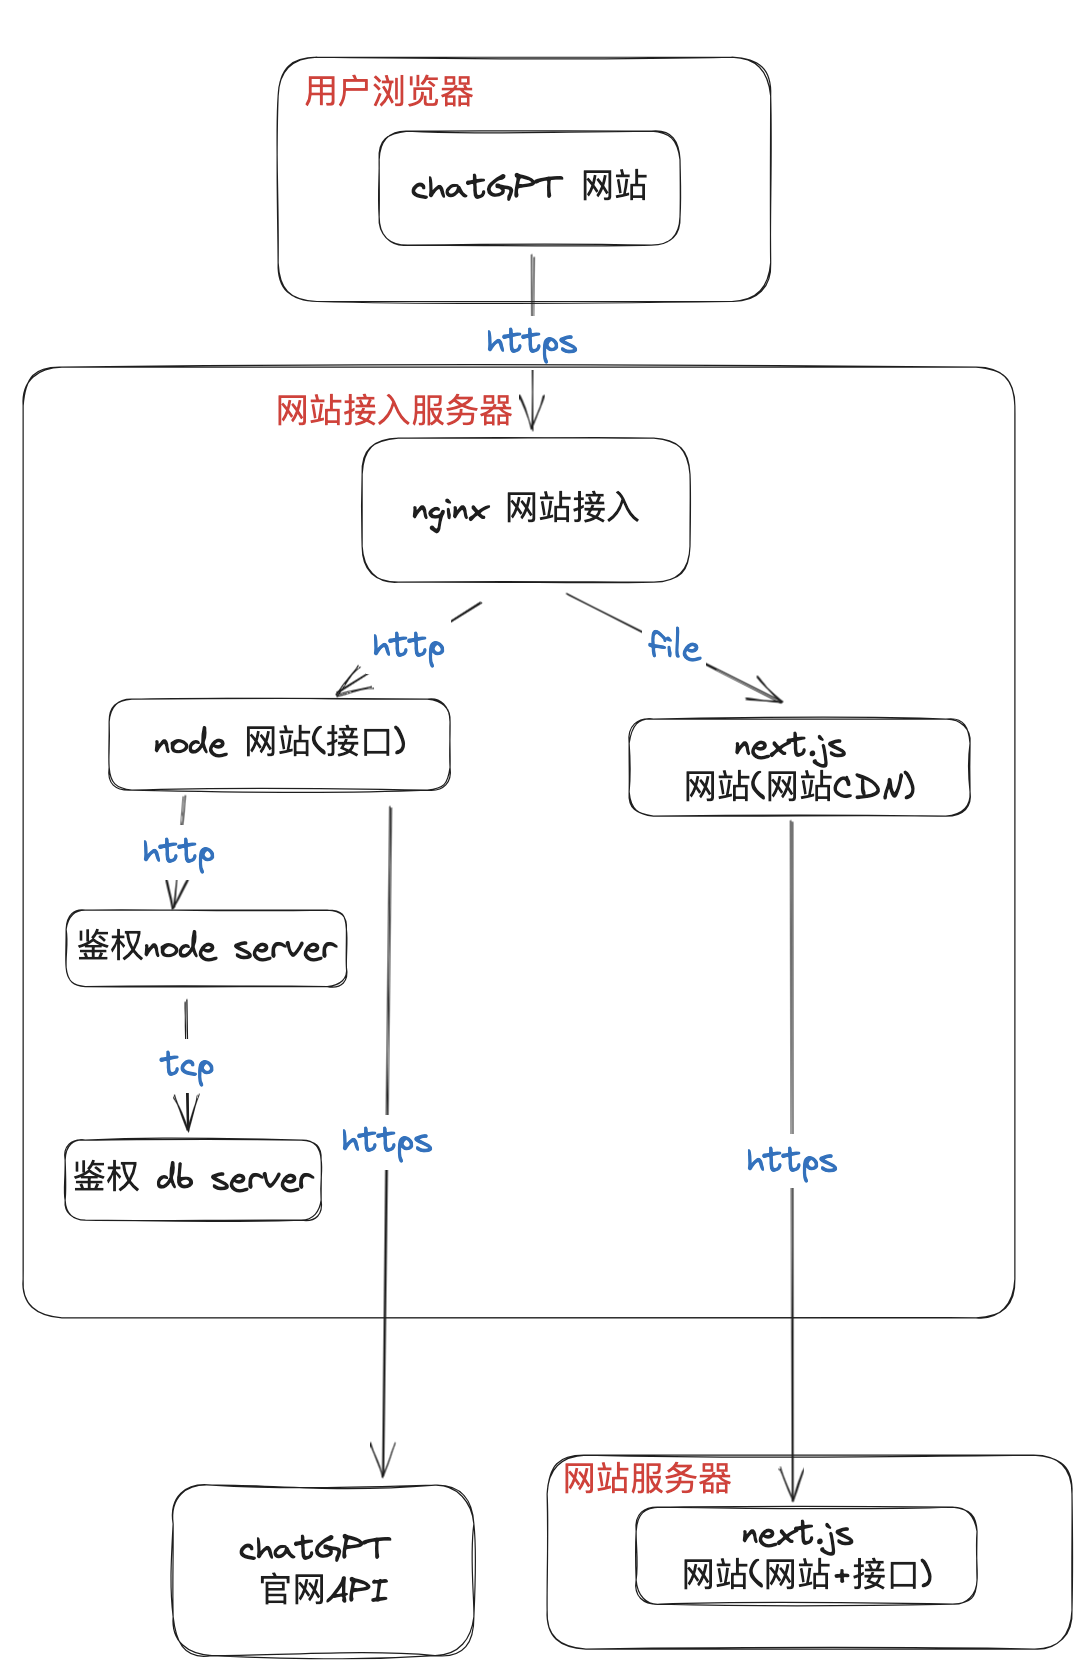 用户浏览器
chatGPT 网站
https
网站接入服务器
nginx 网站接入
http
file
node 网站(接口)
next.js
网站(网站CDN)
http
鉴权node server
tcp
https
https
鉴权 db server
网站服务器
chatGPT
官网API
next.js
网站(网站+接口)